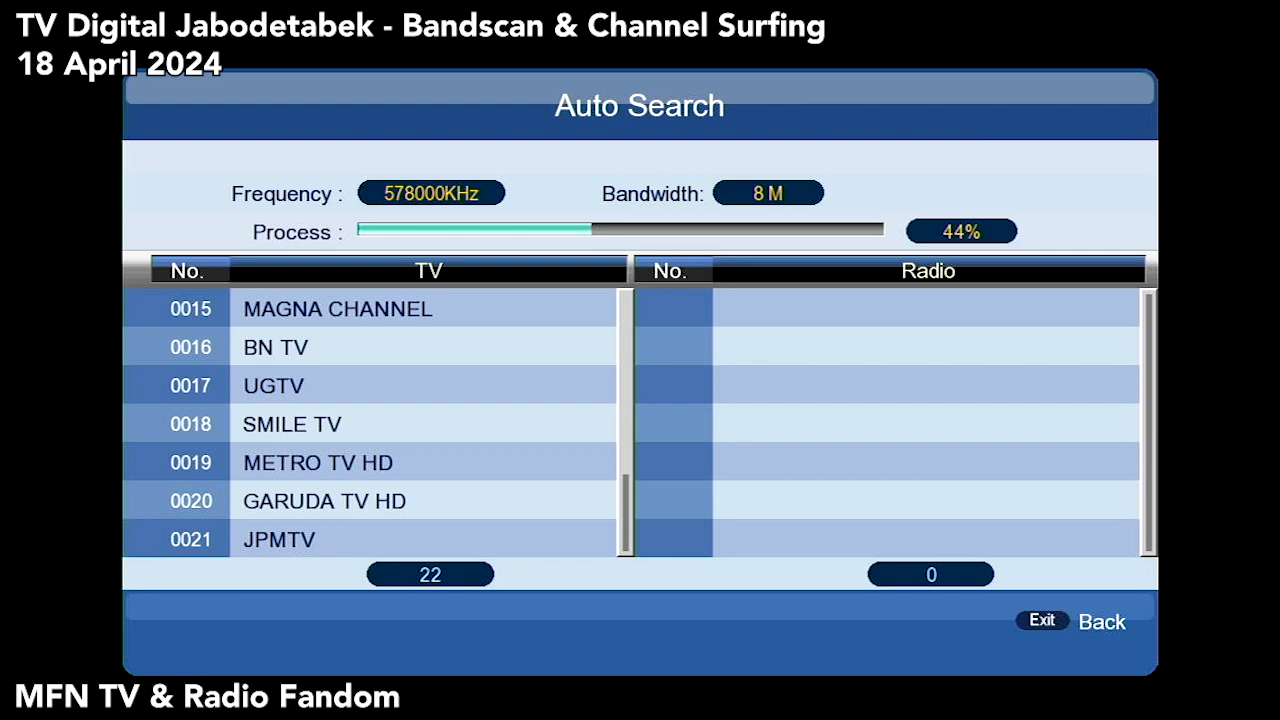 TV Digital Jabodetabek - Bandscan & Channel Surfing
18 April 2024
Auto Search
Frequency : 578000KHz Bandwidth: 8 M
Process : 44%
No. TV No. Radio
0015 MAGNA CHANNEL
0016 BN TV
0017 UGTV
0018 SMILE TV
0019 METRO TV HD
0020 GARUDA TV HD
0021 JPMTV
22 0
Exit Back
MFN TV & Radio Fandom